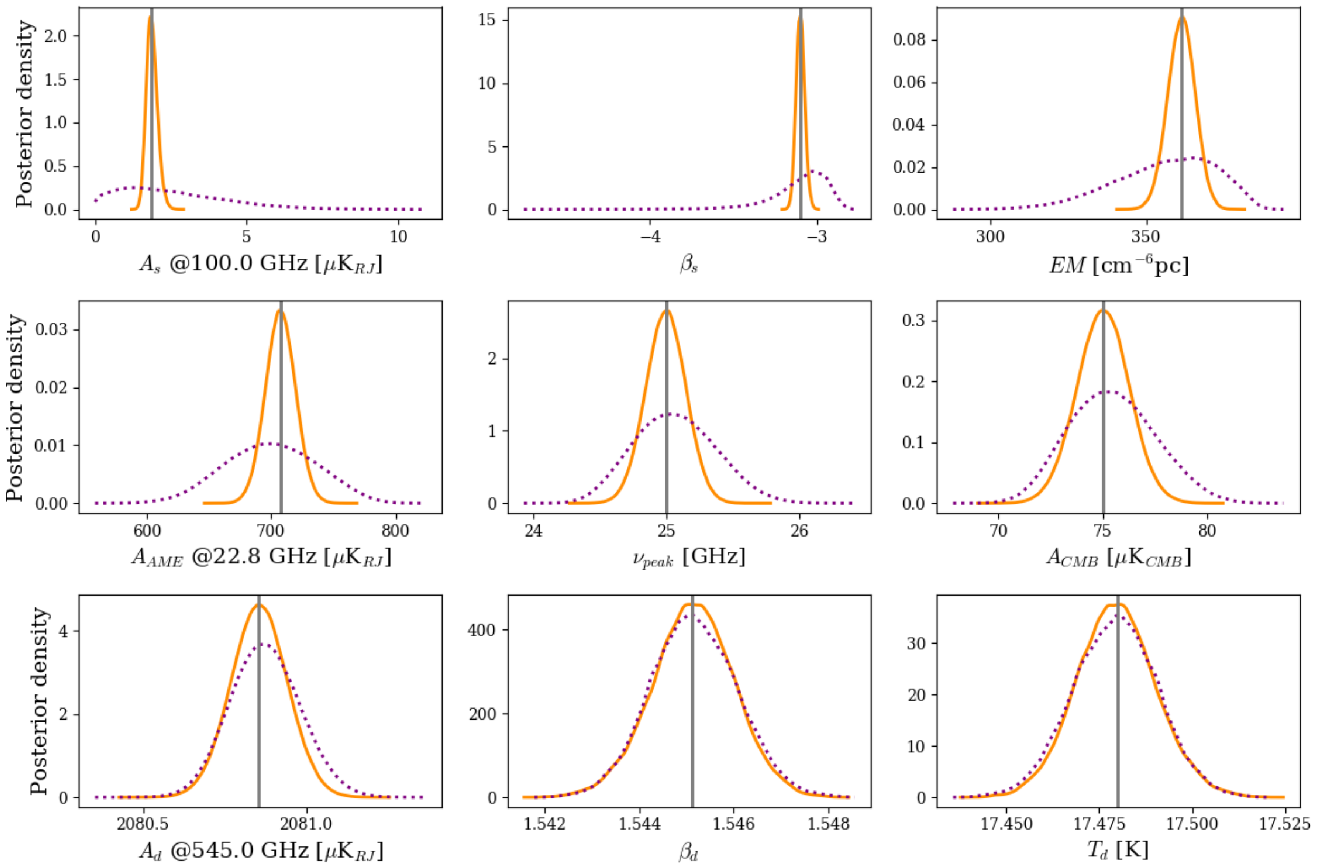 Posterior density
2.0
1.5
1.0
0.5
0.0
0 5 10
A_s @100.0 GHz [μK_RJ]
15
10
5
0
−4 −3
β_s
0.08
0.06
0.04
0.02
0.00
300 350
EM [cm⁻⁶pc]
Posterior density
0.03
0.02
0.01
0.00
600 700 800
A_AME @22.8 GHz [μK_RJ]
2
1
0
24 25 26
ν_peak [GHz]
0.3
0.2
0.1
0.0
70 75 80
A_CMB [μK_CMB]
Posterior density
4
2
0
2080.5 2081.0
A_d @545.0 GHz [μK_RJ]
400
200
0
1.542 1.544 1.546 1.548
β_d
30
20
10
0
17.450 17.475 17.500 17.525
T_d [K]